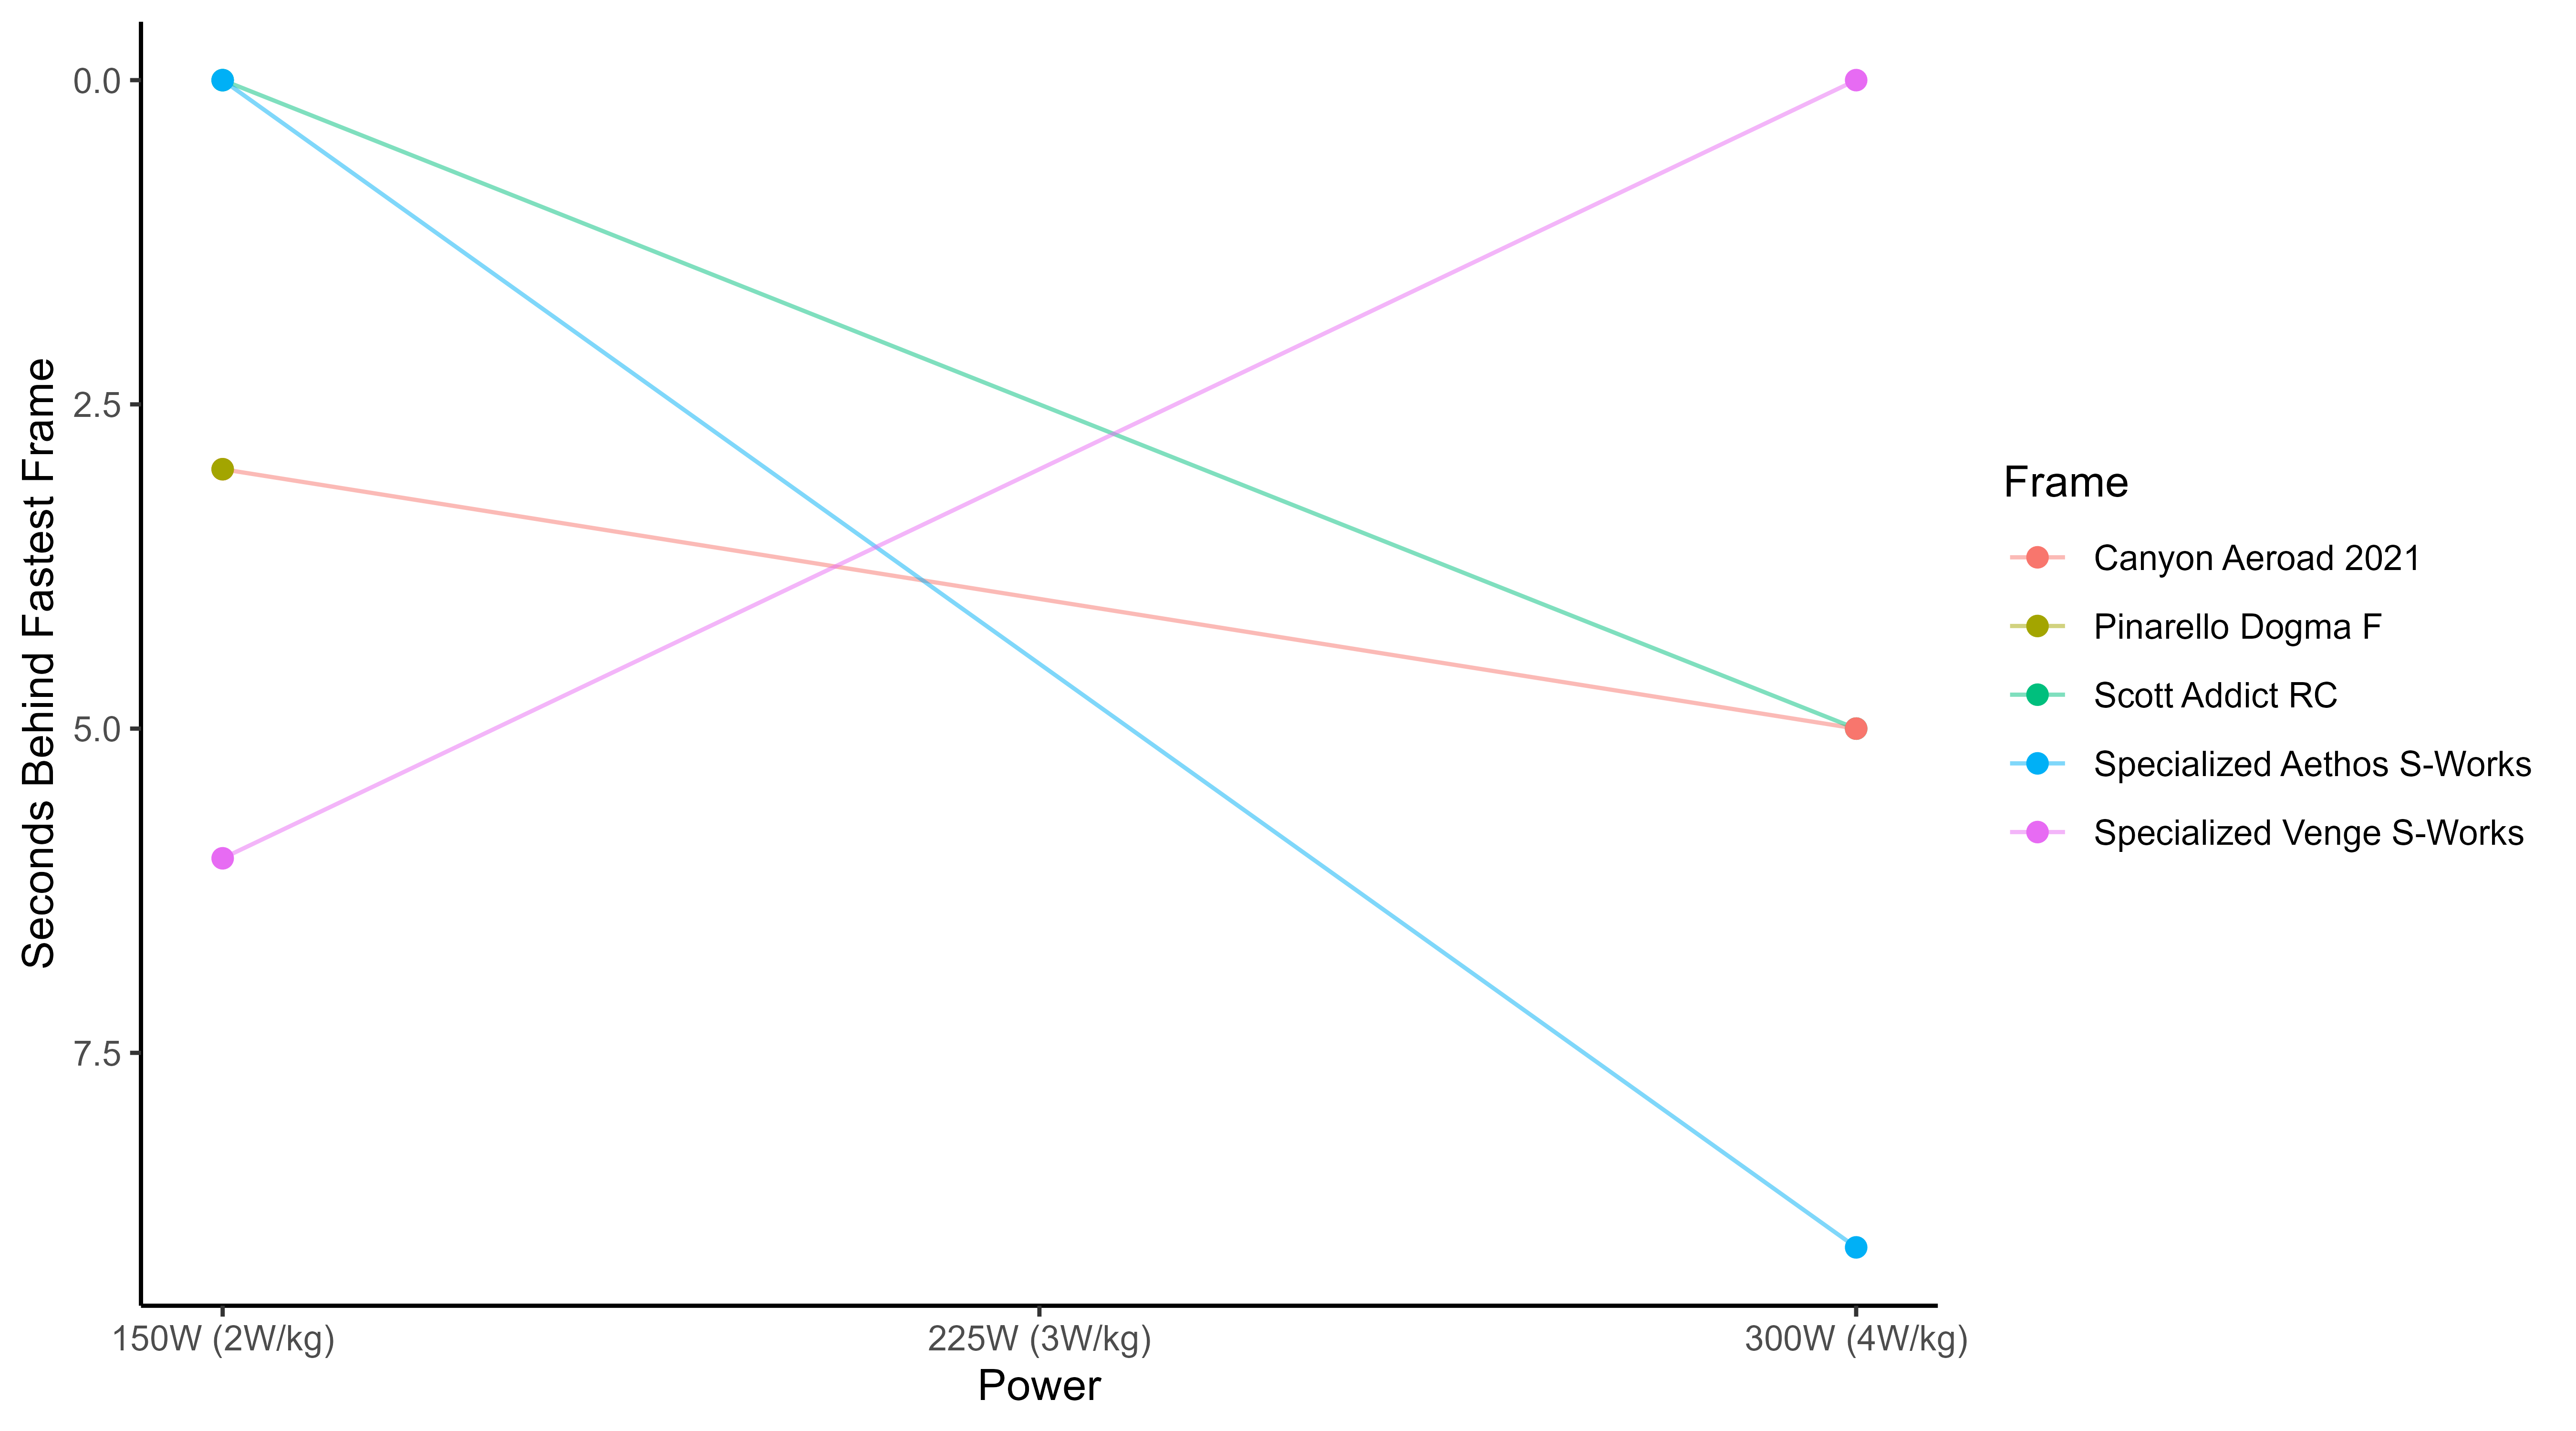 Seconds Behind Fastest Frame
0.0
2.5
5.0
7.5
150W (2W/kg)
225W (3W/kg)
300W (4W/kg)
Power
Frame
Canyon Aeroad 2021
Pinarello Dogma F
Scott Addict RC
Specialized Aethos S-Works
Specialized Venge S-Works